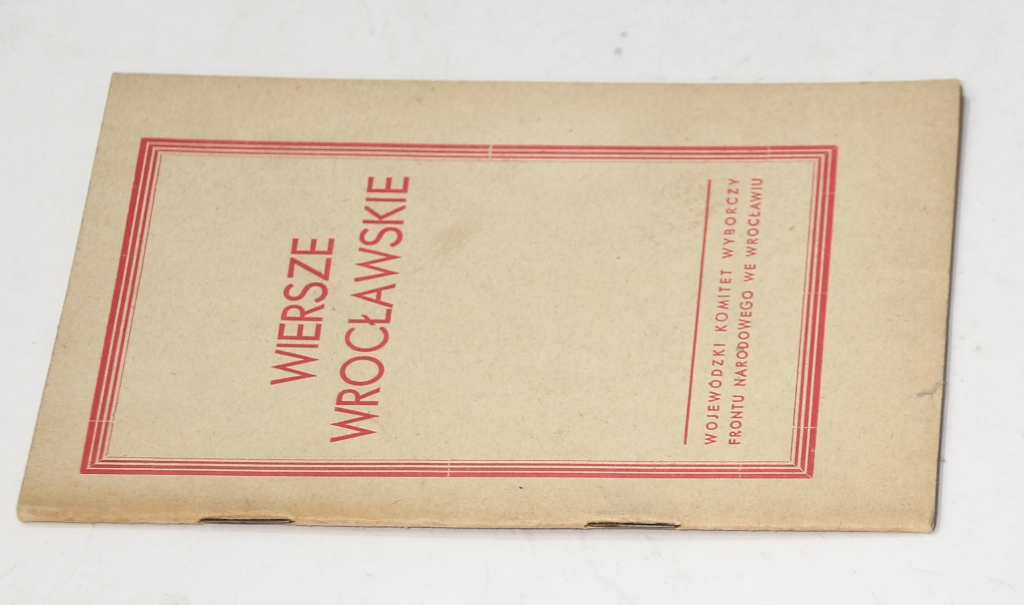 WIERSZE
WROCŁAWSKIE
WOJEWÓDZKI KOMITET WYBORCZY
FRONTU NARODOWEGO WE WROCŁAWIU